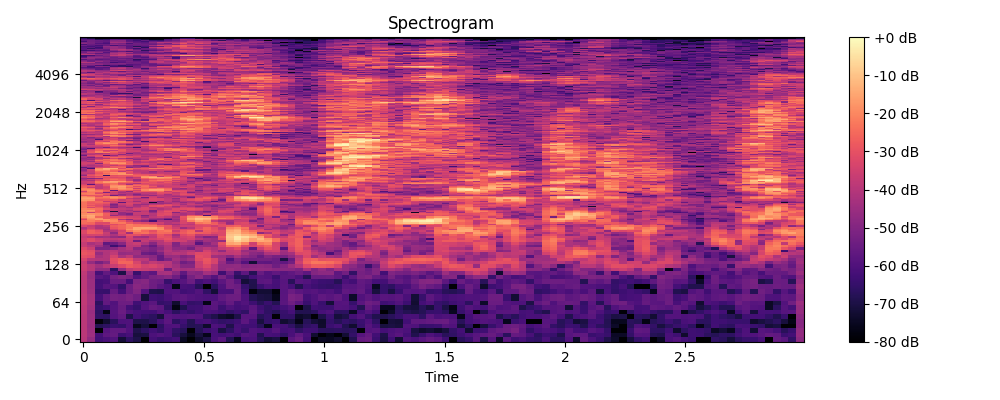 Spectrogram
Hz
4096
2048
1024
512
256
128
64
0
0
0.5
1
1.5
2
2.5
Time
+0 dB
-10 dB
-20 dB
-30 dB
-40 dB
-50 dB
-60 dB
-70 dB
-80 dB